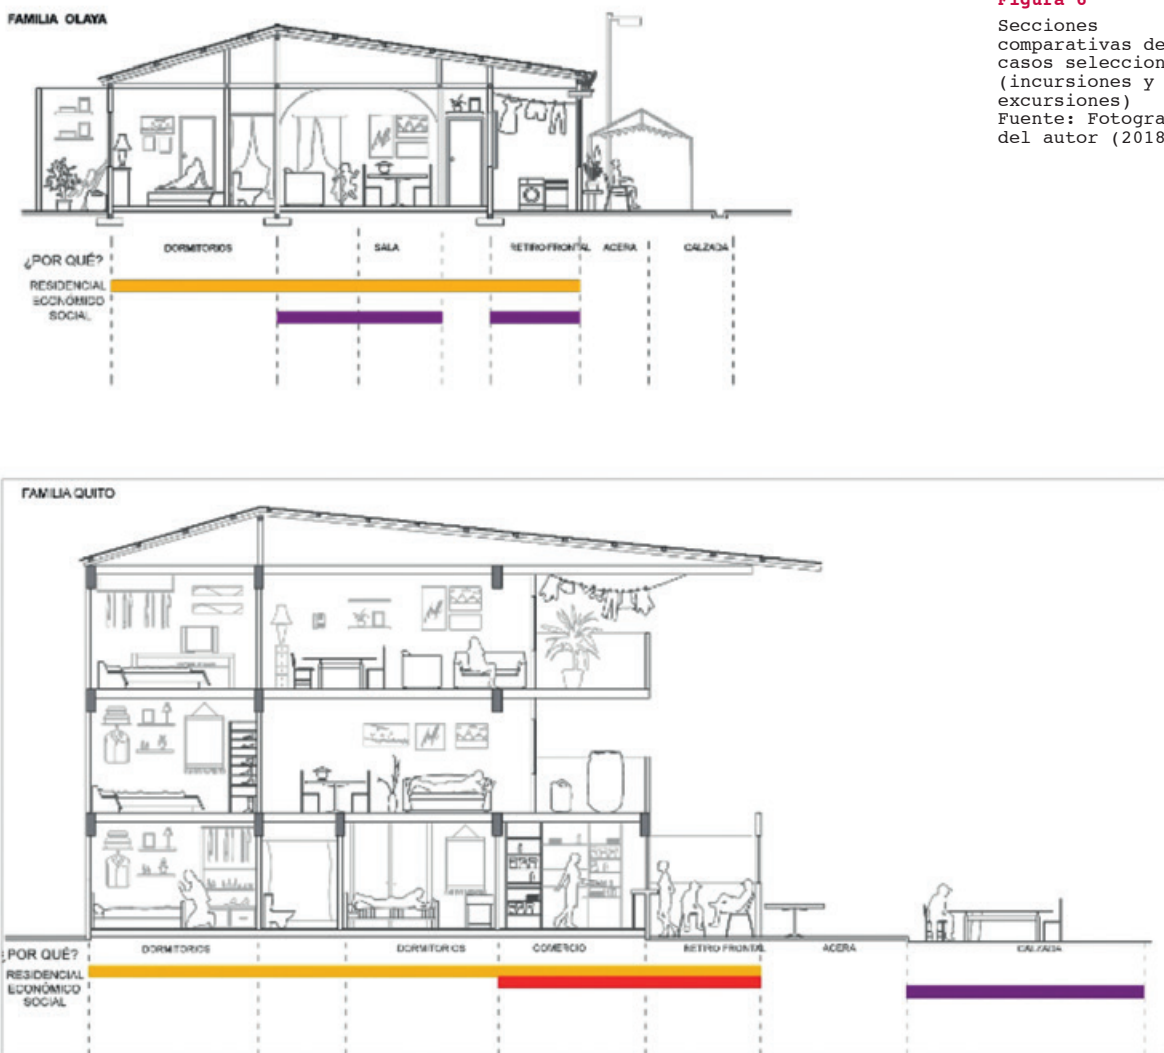 FAMILIA OLAYA
Figura 6
Secciones
comparativas de
casos seleccion
(incursiones y
excursiones)
Fuente: Fotogra
del autor (2018
DORMITORIOS SALA RETIRO FRONTAL ACERA CALZADA
¿POR QUÉ?
RESIDENCIAL
ECONÓMICO
SOCIAL
FAMILIA QUITO
DORMITORIOS DORMITORIOS COMERCIO RETIRO FRONTAL ACERA CALZADA
¿POR QUÉ?
RESIDENCIAL
ECONÓMICO
SOCIAL